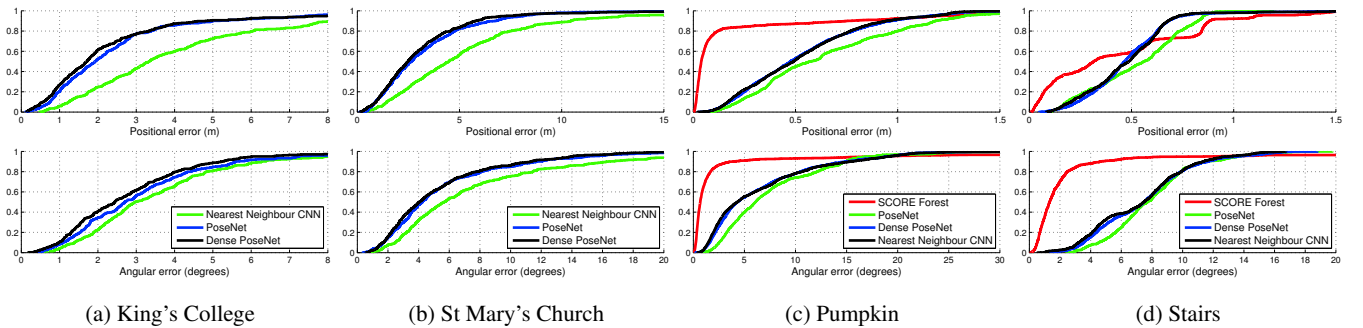 1
0.8
0.6
0.4
0.2
0
0 1 2 3 4 5 6 7 8
Positional error (m)
1
0.8
0.6
0.4
0.2
0
0 5 10 15
Positional error (m)
1
0.8
0.6
0.4
0.2
0
0 0.5 1 1.5
Positional error (m)
1
0.8
0.6
0.4
0.2
0
0 0.5 1 1.5
Positional error (m)
1
0.8
0.6
0.4
0.2
0
Nearest Neighbour CNN
PoseNet
Dense PoseNet
0 1 2 3 4 5 6 7 8
Angular error (degrees)
1
0.8
0.6
0.4
0.2
0
Nearest Neighbour CNN
PoseNet
Dense PoseNet
0 5 10 15 20
Angular error (degrees)
1
0.8
0.6
0.4
0.2
0
SCORE Forest
PoseNet
Dense PoseNet
Nearest Neighbour CNN
0 5 10 15 20 25 30
Angular error (degrees)
1
0.8
0.6
0.4
0.2
0
SCORE Forest
PoseNet
Dense PoseNet
Nearest Neighbour CNN
0 2 4 6 8 10 12 14 16 18 20
Angular error (degrees)
(a) King's College
(b) St Mary's Church
(c) Pumpkin
(d) Stairs